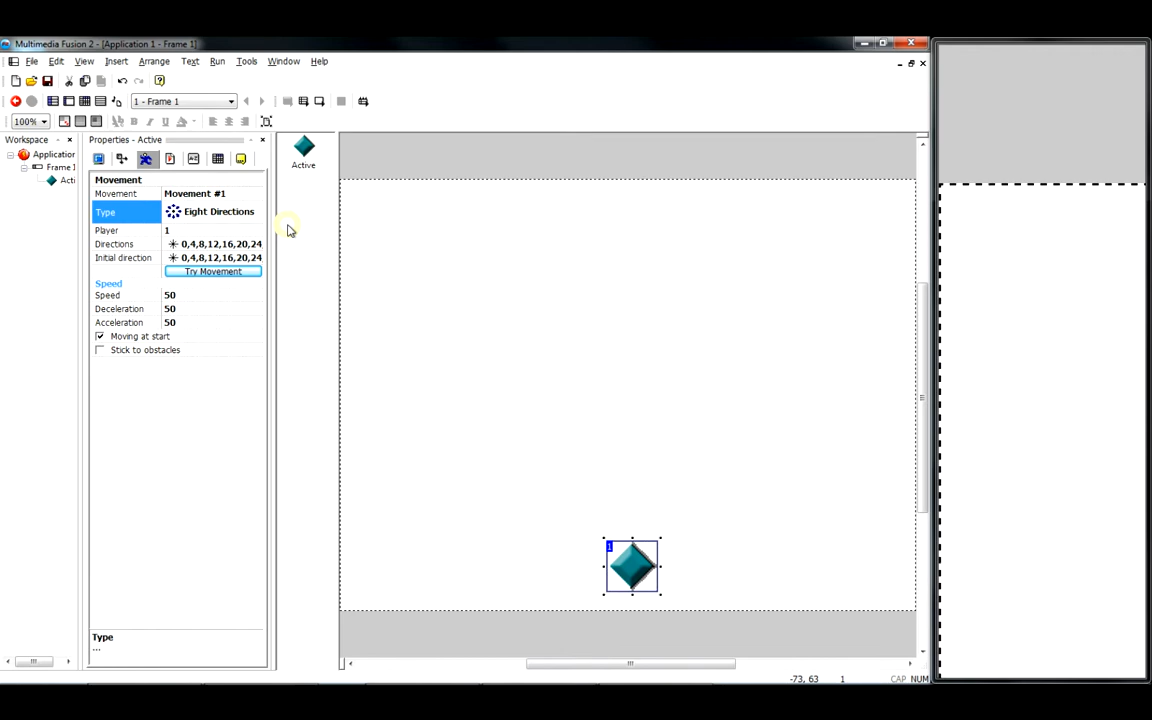 Multimedia Fusion 2 - [Application 1 - Frame 1]
File Edit View Insert Arrange Text Run Tools Window Help
1 - Frame 1
100%
Workspace
Application
Frame 1
Acti
Properties - Active
Movement
Movement Movement #1
Type Eight Directions
Player 1
Directions 0,4,8,12,16,20,24,
Initial direction 0,4,8,12,16,20,24,
Try Movement
Speed
Speed 50
Deceleration 50
Acceleration 50
Moving at start
Stick to obstacles
Type
...
Active
1
-73, 63 1 CAP NUM